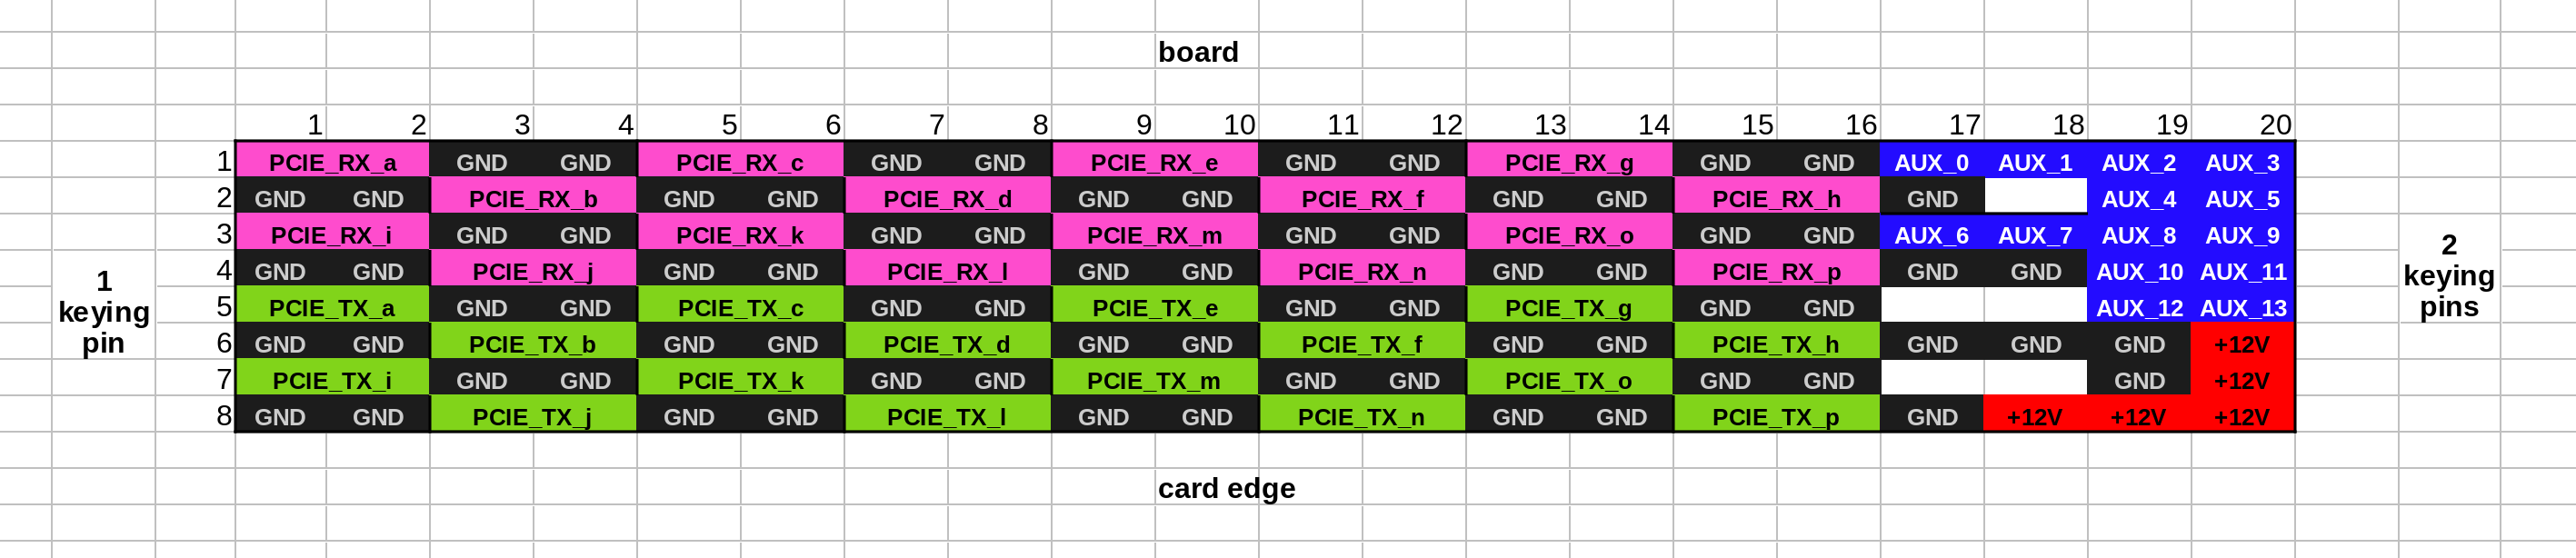 board
1 2 3 4 5 6 7 8 9 10 11 12 13 14 15 16 17 18 19 20
1 PCIE_RX_a GND GND PCIE_RX_c GND GND PCIE_RX_e GND GND PCIE_RX_g GND GND AUX_0 AUX_1 AUX_2 AUX_3
2 GND GND PCIE_RX_b GND GND PCIE_RX_d GND GND PCIE_RX_f GND GND PCIE_RX_h GND AUX_4 AUX_5
3 PCIE_RX_i GND GND PCIE_RX_k GND GND PCIE_RX_m GND GND PCIE_RX_o GND GND AUX_6 AUX_7 AUX_8 AUX_9
4 GND GND PCIE_RX_j GND GND PCIE_RX_l GND GND PCIE_RX_n GND GND PCIE_RX_p GND GND AUX_10 AUX_11
5 PCIE_TX_a GND GND PCIE_TX_c GND GND PCIE_TX_e GND GND PCIE_TX_g GND GND AUX_12 AUX_13
6 GND GND PCIE_TX_b GND GND PCIE_TX_d GND GND PCIE_TX_f GND GND PCIE_TX_h GND GND GND +12V
7 PCIE_TX_i GND GND PCIE_TX_k GND GND PCIE_TX_m GND GND PCIE_TX_o GND GND GND +12V
8 GND GND PCIE_TX_j GND GND PCIE_TX_l GND GND PCIE_TX_n GND GND PCIE_TX_p GND +12V +12V +12V
1
keying
pin
2
keying
pins
card edge